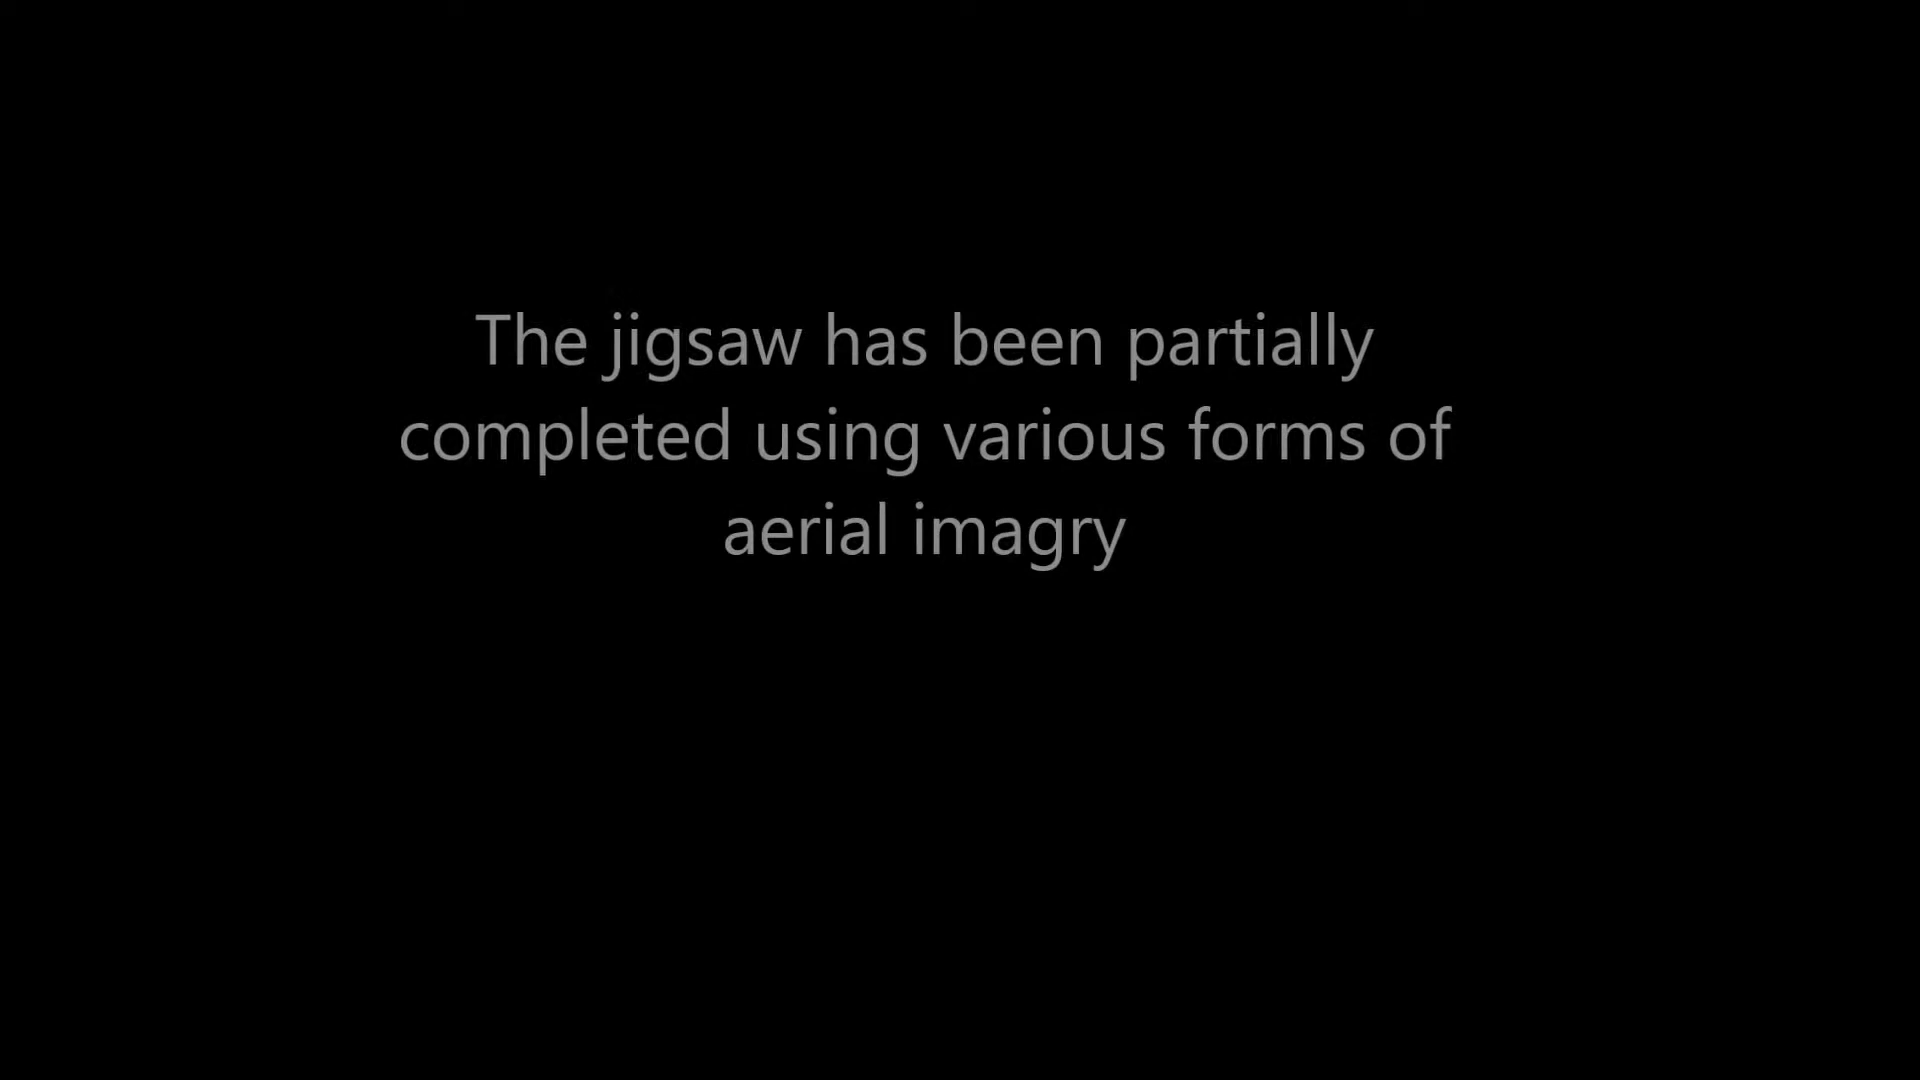 The jigsaw has been partially
completed using various forms of
aerial imagry